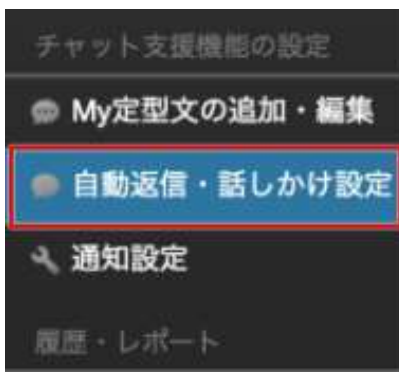 チャット支援機能の設定
My定型文の追加・編集
自動返信・話しかけ設定
通知設定
履歴・レポート